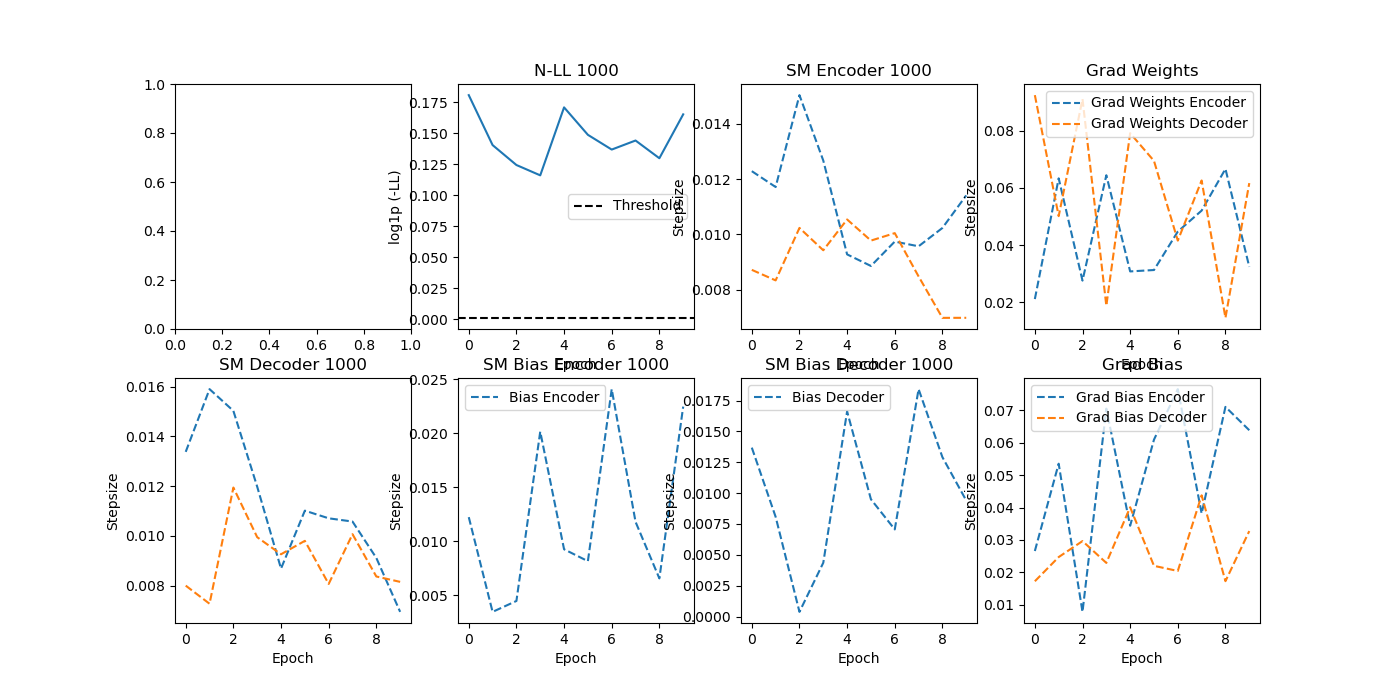 N-LL 1000
SM Encoder 1000
Grad Weights
1.0
0.8
0.6
0.4
0.2
0.0
0.0 0.2 0.4 0.6 0.8 1.0
log1p (-LL)
0.175
0.150
0.125
0.100
0.075
0.050
0.025
0.000
Threshold
0 2 4 6 8
Epoch
Stepsize
0.014
0.012
0.010
0.008
0 2 4 6 8
Epoch
Stepsize
0.08
0.06
0.04
0.02
Grad Weights Encoder
Grad Weights Decoder
0 2 4 6 8
Epoch
SM Decoder 1000
SM Bias Encoder 1000
SM Bias Decoder 1000
Grad Bias
Stepsize
0.016
0.014
0.012
0.010
0.008
0 2 4 6 8
Epoch
Stepsize
0.025
0.020
0.015
0.010
0.005
Bias Encoder
0 2 4 6 8
Epoch
Stepsize
0.0175
0.0150
0.0125
0.0100
0.0075
0.0050
0.0025
0.0000
Bias Decoder
0 2 4 6 8
Epoch
Stepsize
0.07
0.06
0.05
0.04
0.03
0.02
0.01
Grad Bias Encoder
Grad Bias Decoder
0 2 4 6 8
Epoch